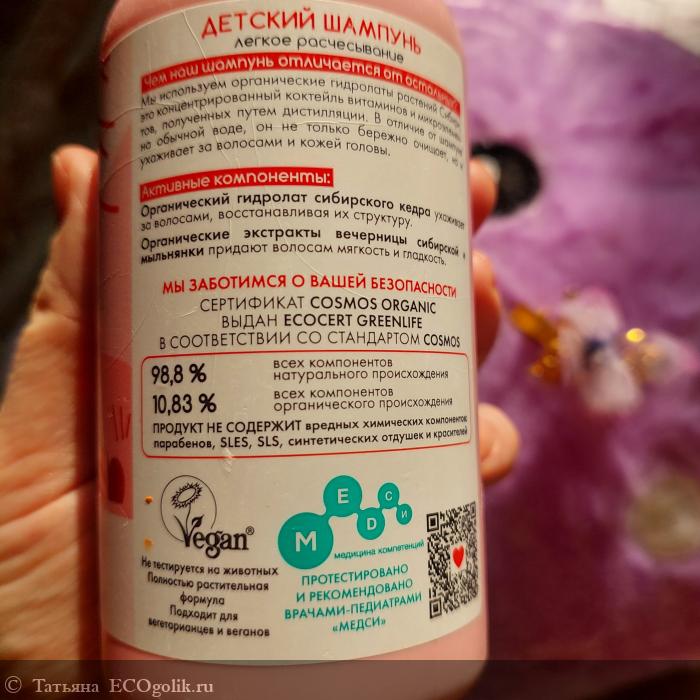 ДЕТСКИЙ ШАМПУНЬ
легкое расчесывание
Чем наш шампунь отличается от остальных?
Мы используем органические гидролаты растений Сибири
это концентрированный коктейль витаминов и микроэлемен
тов, полученных путем дистилляции. В отличие от шампуня
на обычной воде, он не только бережно очищает, но и
ухаживает за волосами и кожей головы.
Активные компоненты:
Органический гидролат сибирского кедра ухаживает
за волосами, восстанавливая их структуру.
Органические экстракты вечерницы сибирской и
мыльнянки придают волосам мягкость и гладкость.
МЫ ЗАБОТИМСЯ О ВАШЕЙ БЕЗОПАСНОСТИ
СЕРТИФИКАТ COSMOS ORGANIC
ВЫДАН ECOCERT GREENLIFE
В СООТВЕТСТВИИ СО СТАНДАРТОМ COSMOS
98,8 % всех компонентов
натурального происхождения
10,83 % всех компонентов
органического происхождения
ПРОДУКТ НЕ СОДЕРЖИТ вредных химических компонентов:
парабенов, SLES, SLS, синтетических отдушек и красителей
Vegan®
Не тестируется на животных
Полностью растительная
формула
Подходит для
вегетарианцев и веганов
МЕDСИ
медицина компетенций
ПРОТЕСТИРОВАНО
И РЕКОМЕНДОВАНО
ВРАЧАМИ-ПЕДИАТРАМИ
«МЕДСИ»
© Татьяна ECOgolik.ru